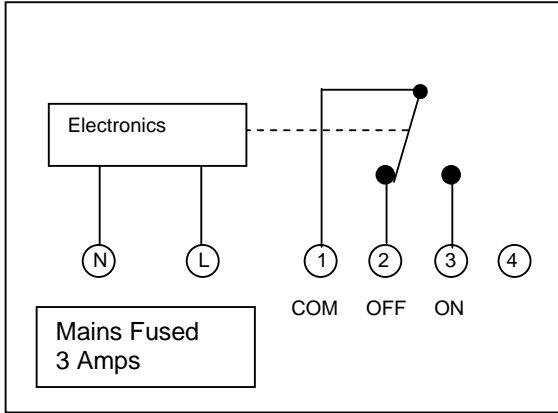 Electronics
N L 1 2 3 4
COM OFF ON
Mains Fused
3 Amps